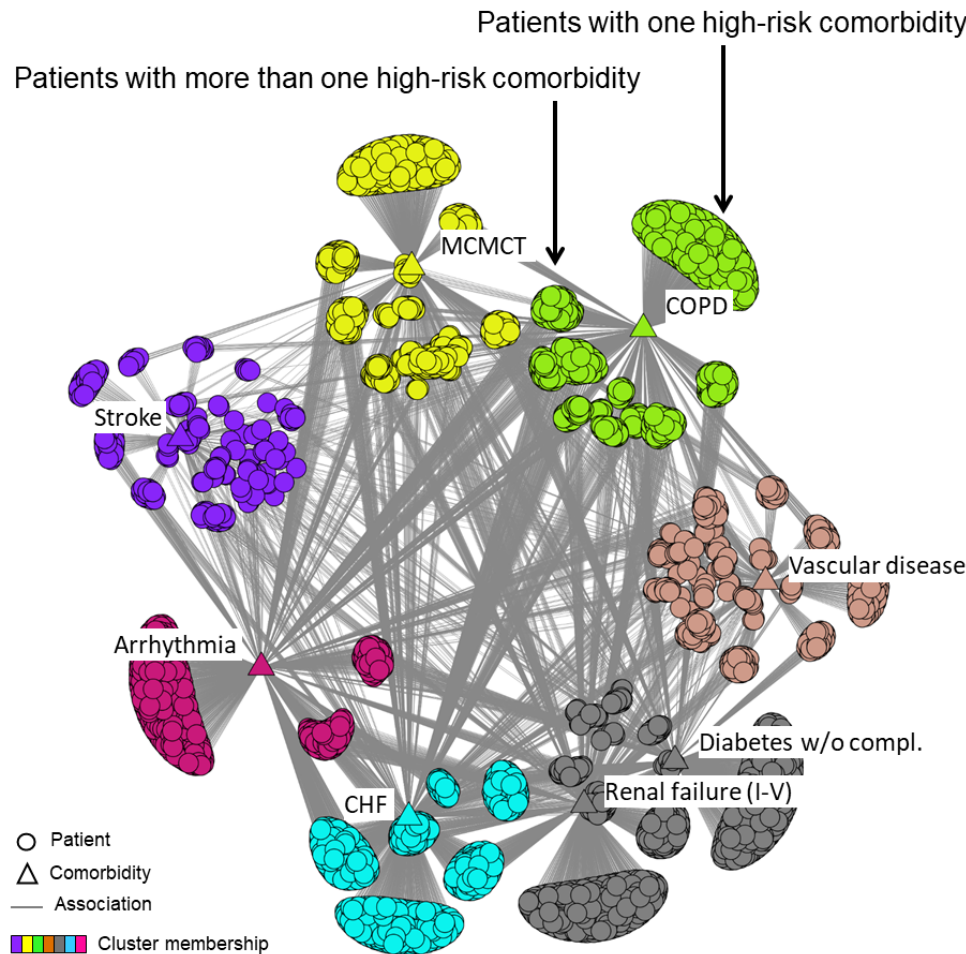 Patients with one high-risk comorbidity
Patients with more than one high-risk comorbidity
MCMCT
COPD
Stroke
Vascular disease
Arrhythmia
Diabetes w/o compl.
Renal failure (I-V)
CHF
Patient
Comorbidity
Association
Cluster membership